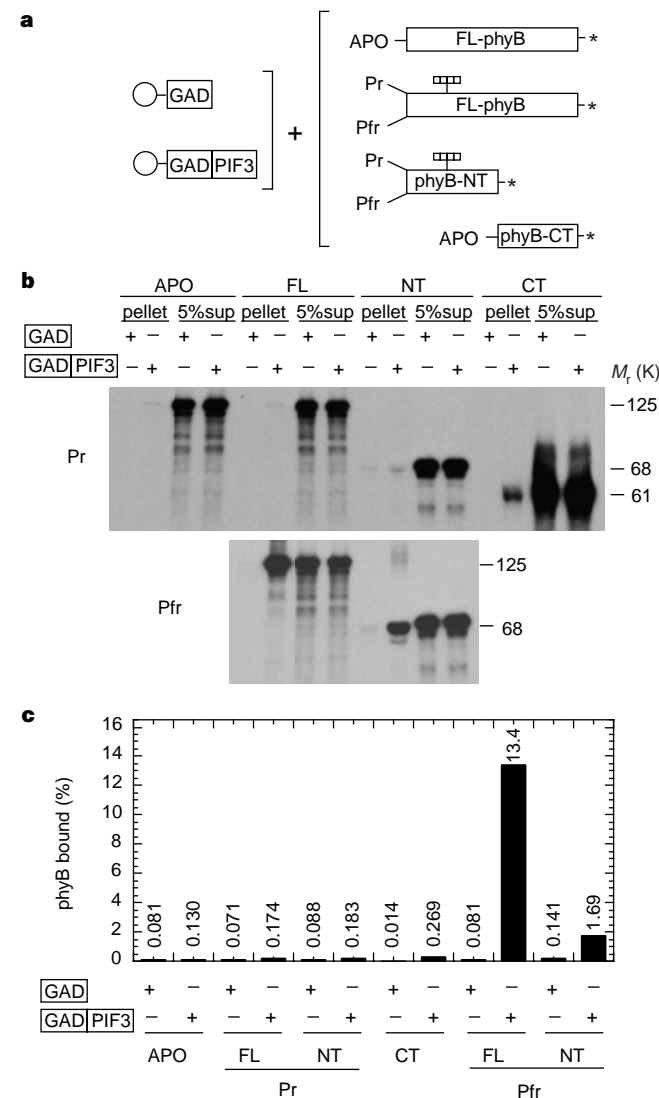 a
APO FL-phyB *
GAD
Pr
FL-phyB *
Pfr
+
GAD PIF3
Pr
phyB-NT *
Pfr
APO phyB-CT *
b
APO FL NT CT
pellet 5%sup pellet 5%sup pellet 5%sup pellet 5%sup
GAD + − + − + − + − + − + − + − + −
GAD PIF3 − + − + − + − + − + − + − + − + Mr (K)
125
Pr
68
61
125
Pfr
68
c
phyB bound (%)
16
14
12
10
8
6
4
2
0
0.081 0.130 0.071 0.174 0.088 0.183 0.014 0.269 0.081 13.4 0.141 1.69
GAD + − + − + − + − + − + −
GAD PIF3 − + − + − + − + − + − +
APO FL NT CT FL NT
Pr Pfr